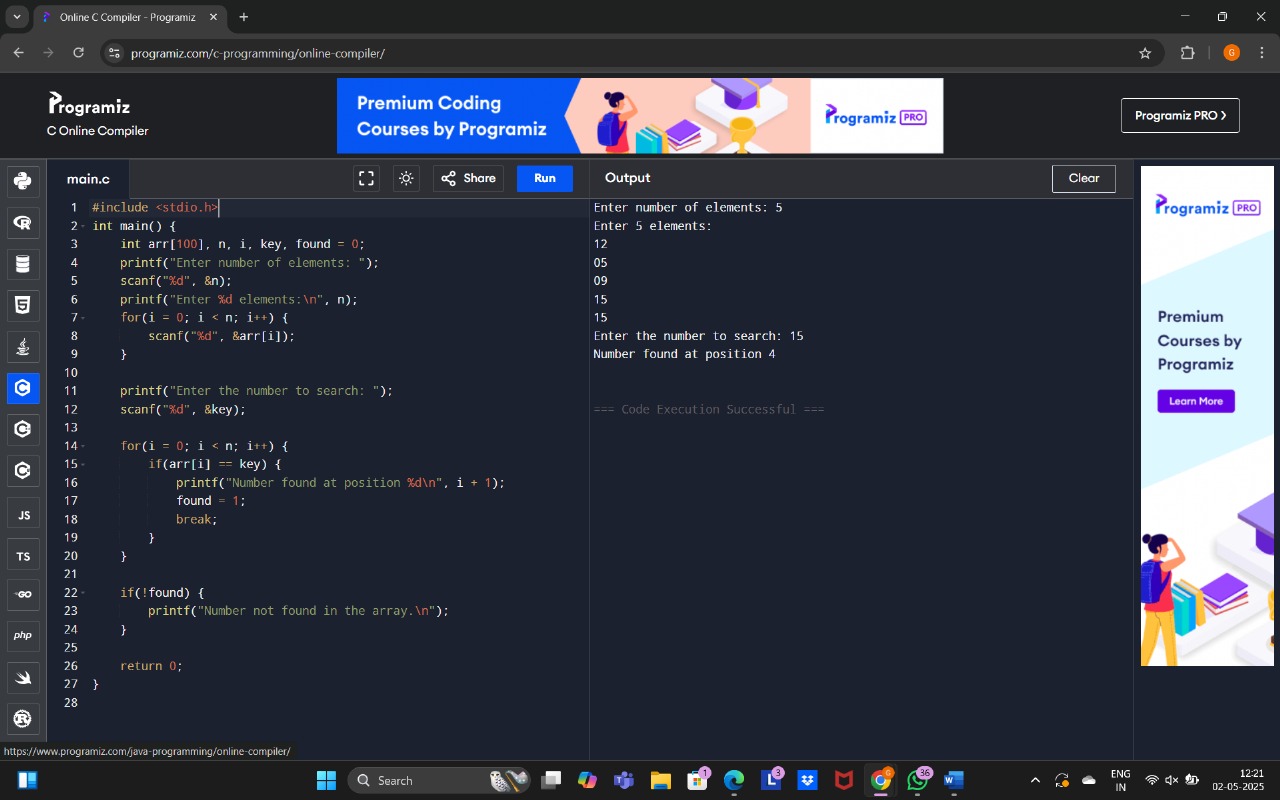 Online C Compiler - Programiz
programiz.com/c-programming/online-compiler/
G
Programiz
C Online Compiler
Premium Coding
Courses by Programiz
Programiz PRO
Programiz PRO ❯
main.c
Share
Run
Output
Clear
1 #include <stdio.h>
2 int main() {
3 int arr[100], n, i, key, found = 0;
4 printf("Enter number of elements: ");
5 scanf("%d", &n);
6 printf("Enter %d elements:\n", n);
7 for(i = 0; i < n; i++) {
8 scanf("%d", &arr[i]);
9 }
10
11 printf("Enter the number to search: ");
12 scanf("%d", &key);
13
14 for(i = 0; i < n; i++) {
15 if(arr[i] == key) {
16 printf("Number found at position %d\n", i + 1);
17 found = 1;
18 break;
19 }
20 }
21
22 if(!found) {
23 printf("Number not found in the array.\n");
24 }
25
26 return 0;
27 }
28
Enter number of elements: 5
Enter 5 elements:
12
05
09
15
15
Enter the number to search: 15
Number found at position 4
=== Code Execution Successful ===
Programiz PRO
Premium
Courses by
Programiz
Learn More
JS
TS
GO
php
https://www.programiz.com/java-programming/online-compiler/
Search
1
L
3
G
36
W
ENG
IN
12:21
02-05-2025